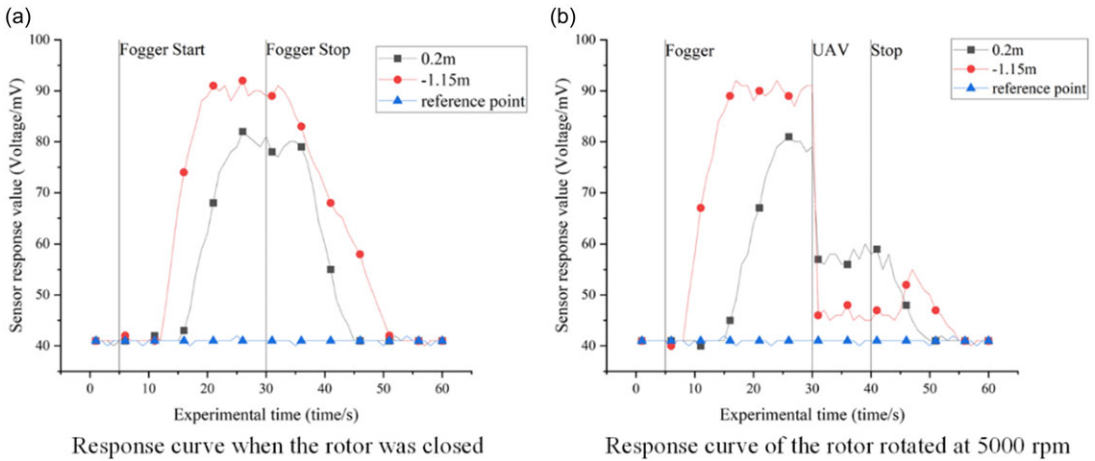 (a)
Fogger Start
Fogger Stop
0.2m
-1.15m
reference point
100
90
80
70
60
50
40
Sensor response value (Voltage/mV)
0
10
20
30
40
50
60
Experimental time (time/s)
Response curve when the rotor was closed
(b)
Fogger
UAV
Stop
0.2m
-1.15m
reference point
100
90
80
70
60
50
40
Sensor response value (Voltage/mV)
0
10
20
30
40
50
60
Experimental time (time/s)
Response curve of the rotor rotated at 5000 rpm